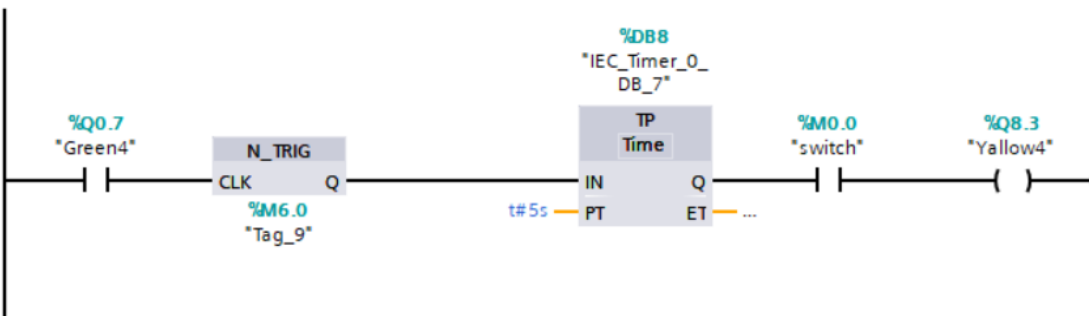 %DB8
"IEC_Timer_0_
DB_7"
%Q0.7
"Green4"
N_TRIG
CLK Q
%M6.0
"Tag_9"
TP
Time
IN Q
t#5s PT ET ...
%M0.0
"switch"
%Q8.3
"Yallow4"